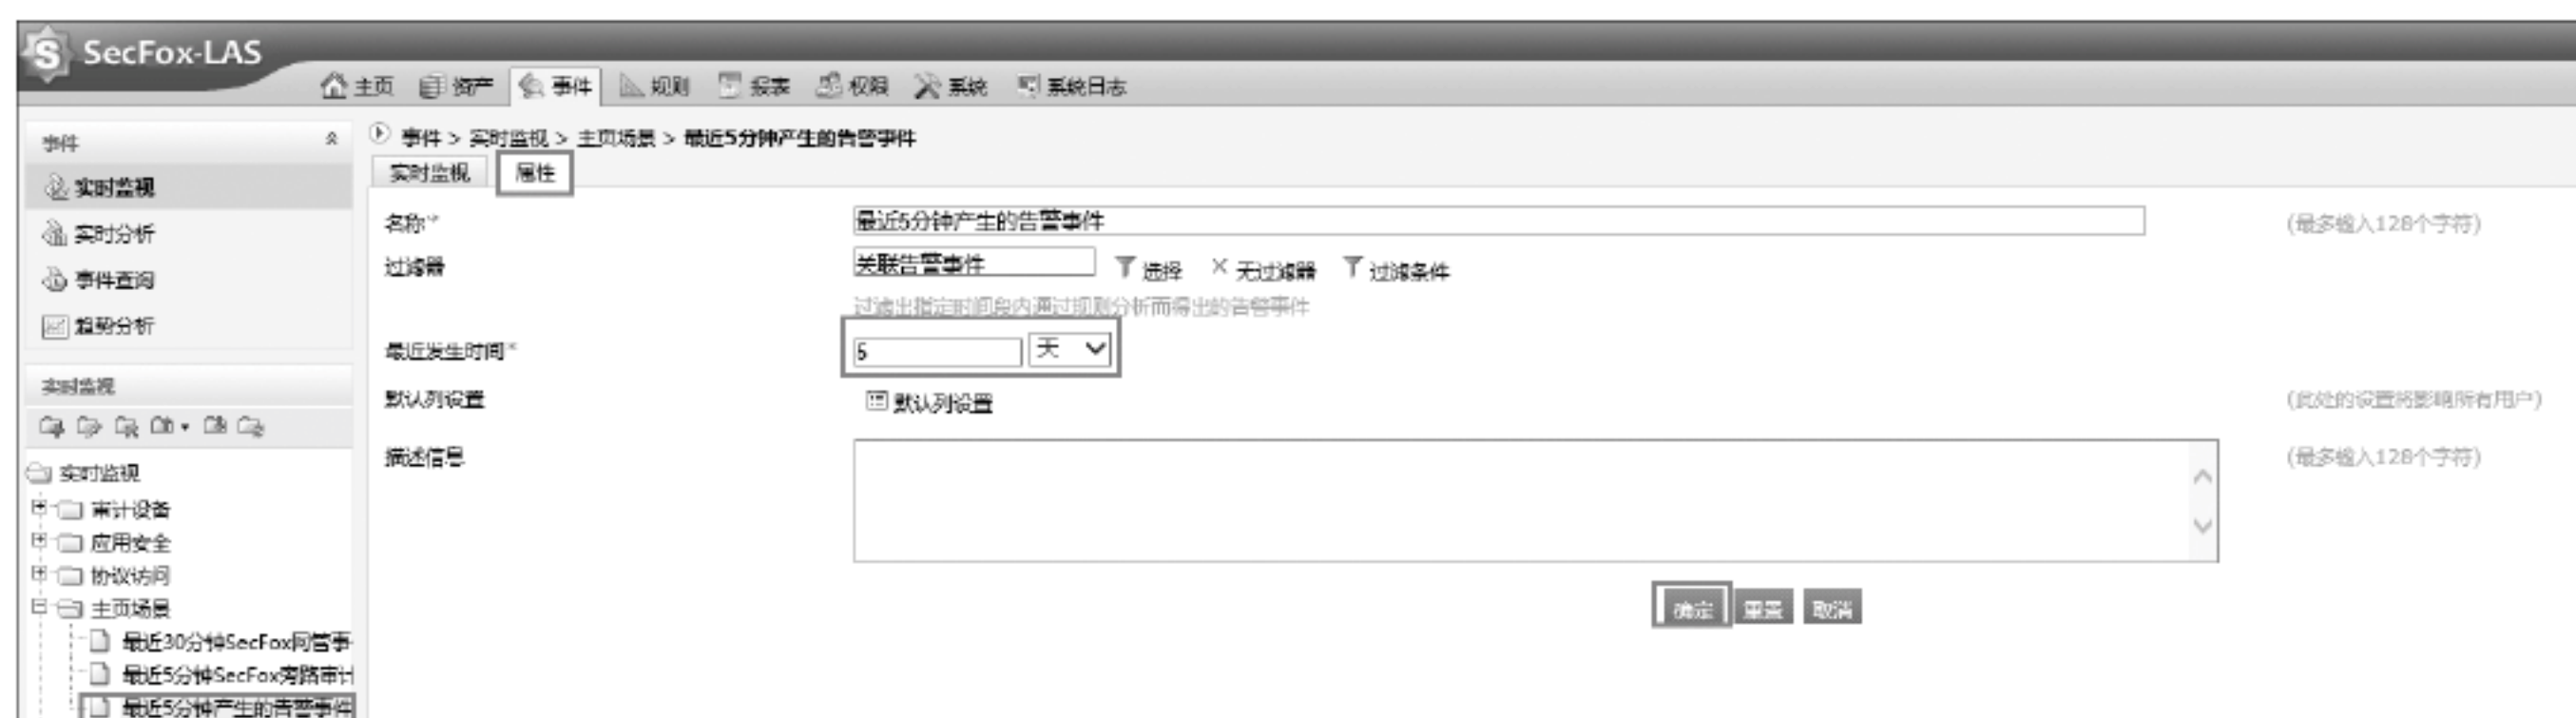 SecFox-LAS
主页 资产 事件 规则 报表 权限 系统 系统日志
事件
实时监视
实时分析
事件查询
趋势分析
实时监视
实时监视
审计设备
应用安全
协议访问
主页场景
最近30分钟SecFox网管事
最近5分钟SecFox旁路审计
最近5分钟产生的告警事件
事件 > 实时监视 > 主页场景 > 最近5分钟产生的告警事件
实时监视 属性
名称* 最近5分钟产生的告警事件 (最多输入128个字符)
过滤器 关联告警事件 选择 无过滤器 过滤条件
过滤出指定时间段内通过规则分析而得出的告警事件
最近发生时间* 5 天
默认列设置 默认列设置 (此处的设置将影响所有用户)
描述信息 (最多输入128个字符)
确定 重置 取消